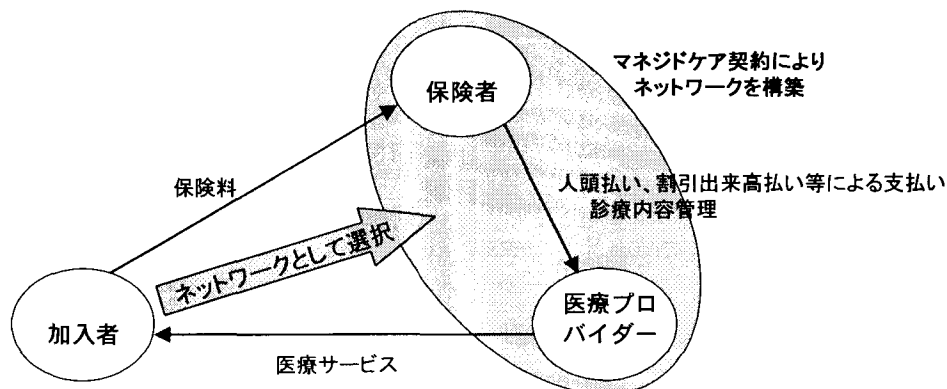 保険者
マネジドケア契約により
ネットワークを構築
保険料
人頭払い、割引出来高払い等による支払い
診療内容管理
ネットワークとして選択
加入者
医療プロ
バイダー
医療サービス